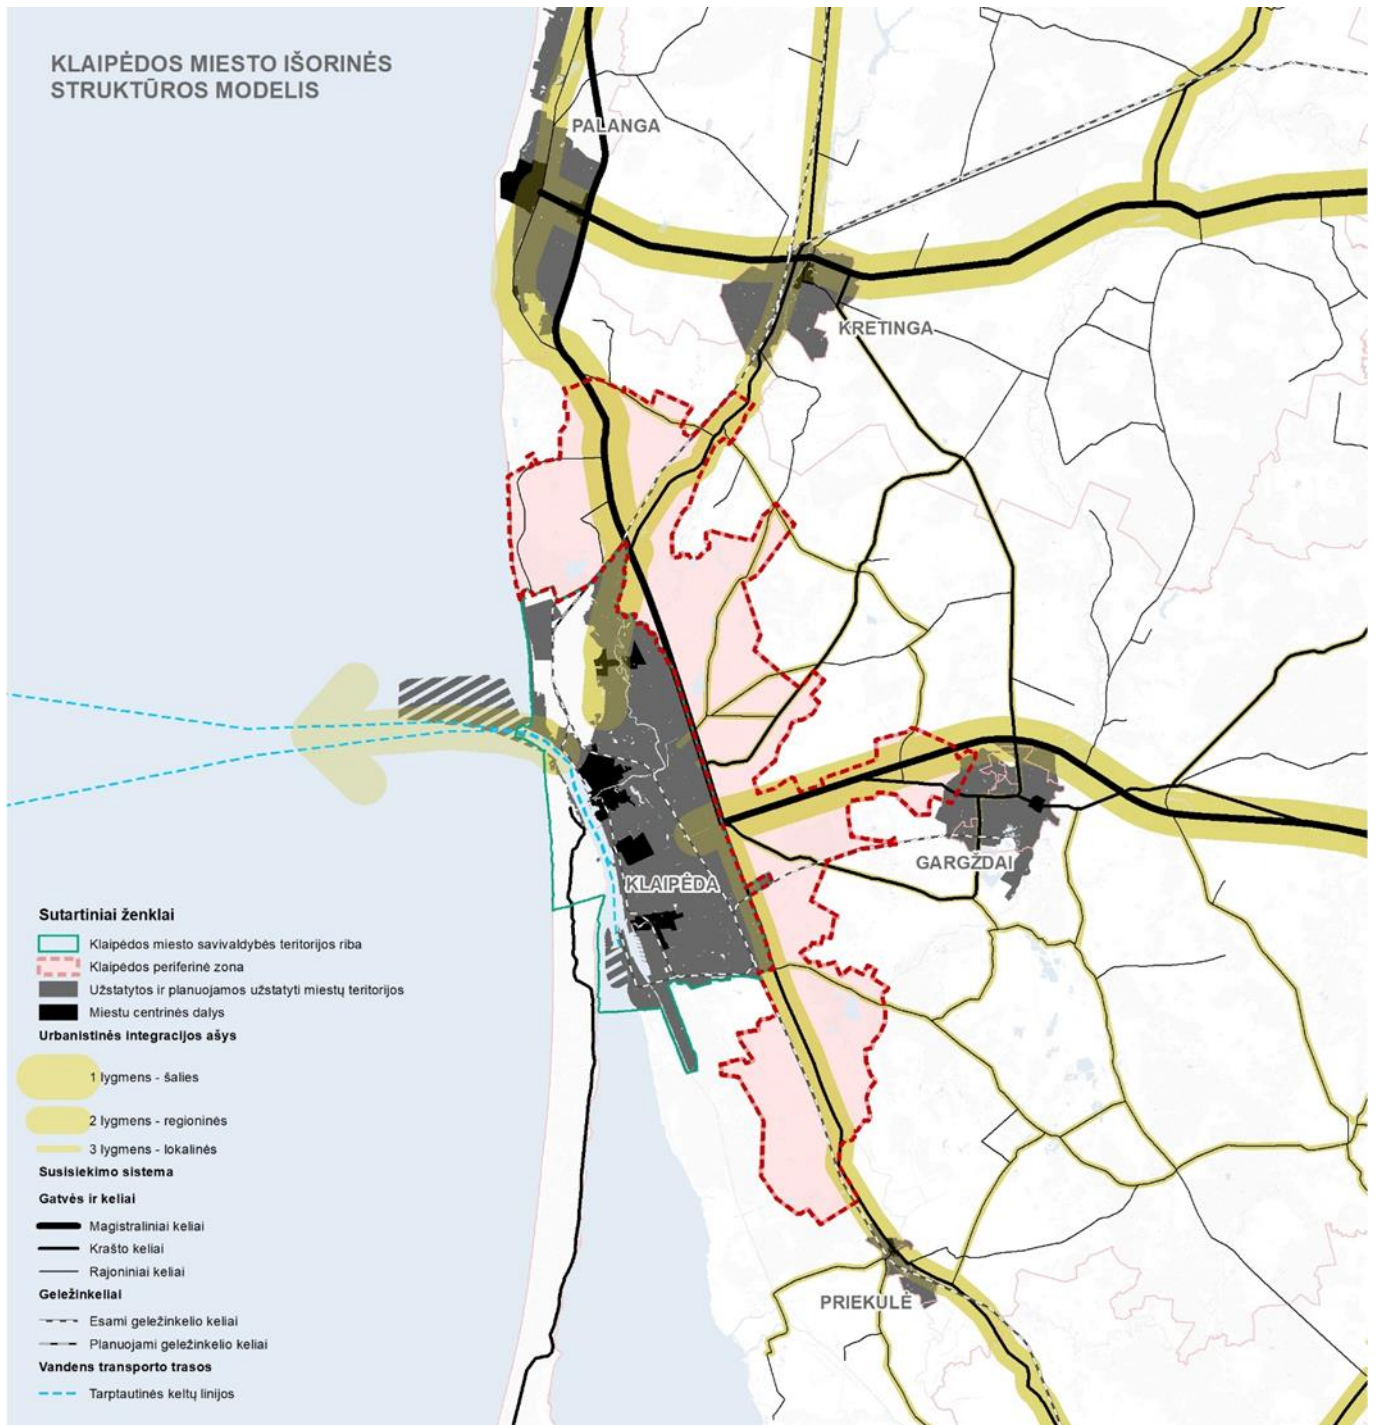 KLAIPĖDOS MIESTO IŠORINĖS
STRUKTŪROS MODELIS
PALANGA
KRETINGA
GARGŽDAI
KLAIPĖDA
PRIEKULĖ
Sutartiniai ženklai
Klaipėdos miesto savivaldybės teritorijos riba
Klaipėdos periferinė zona
Užstatytos ir planuojamos užstatyti miestų teritorijos
Miestu centrinės dalys
Urbanistinės integracijos ašys
1 lygmens - šalies
2 lygmens - regioninės
3 lygmens - lokalinės
Susisiekimo sistema
Gatvės ir keliai
Magistraliniai keliai
Krašto keliai
Rajoniniai keliai
Geležinkeliai
Esami geležinkelio keliai
Planuojami geležinkelio keliai
Vandens transporto trasos
Tarptautinės keltų linijos